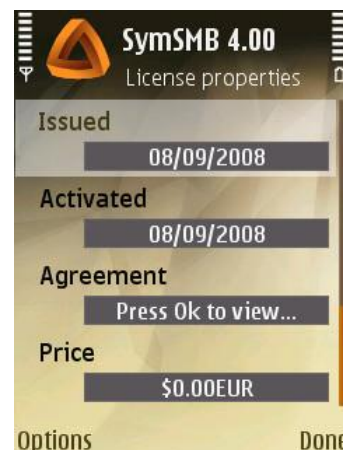 SymSMB 4.00
License properties
Issued
08/09/2008
Activated
08/09/2008
Agreement
Press Ok to view...
Price
$0.00EUR
Options Done